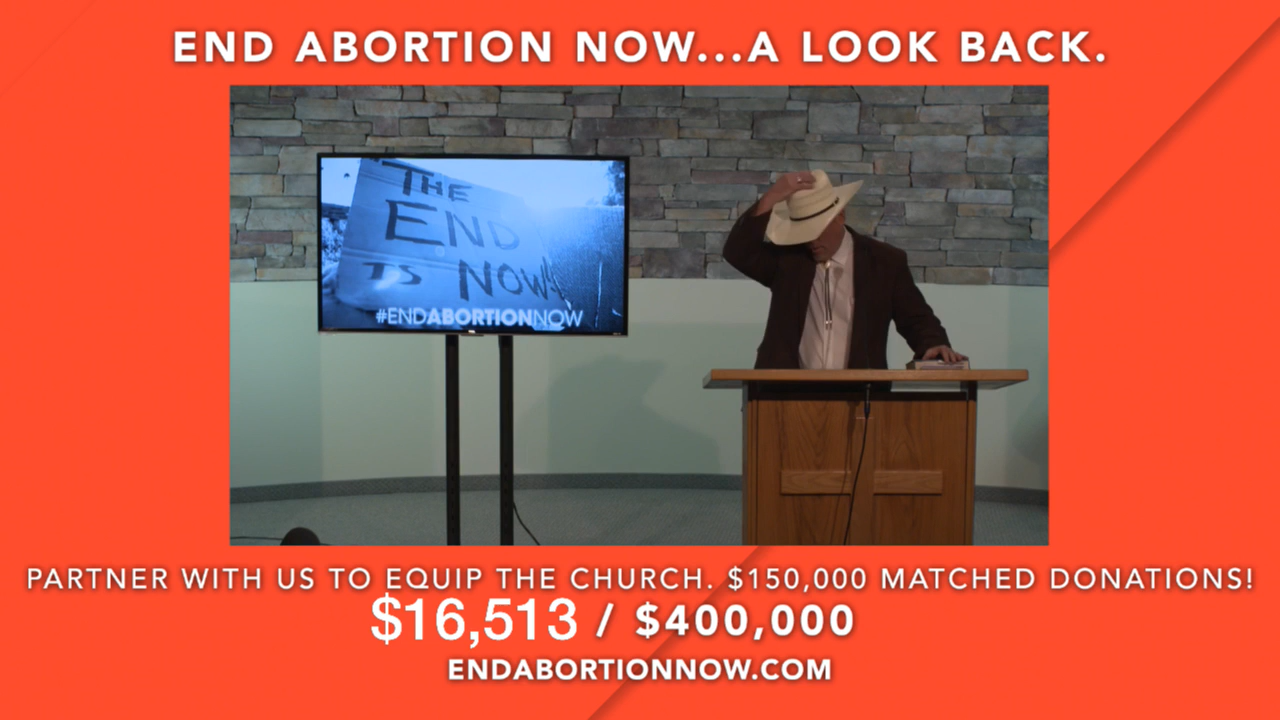 END ABORTION NOW...A LOOK BACK.
THE
END
IS NOW!
#ENDABORTIONNOW
PARTNER WITH US TO EQUIP THE CHURCH. $150,000 MATCHED DONATIONS!
$16,513 / $400,000
ENDABORTIONNOW.COM